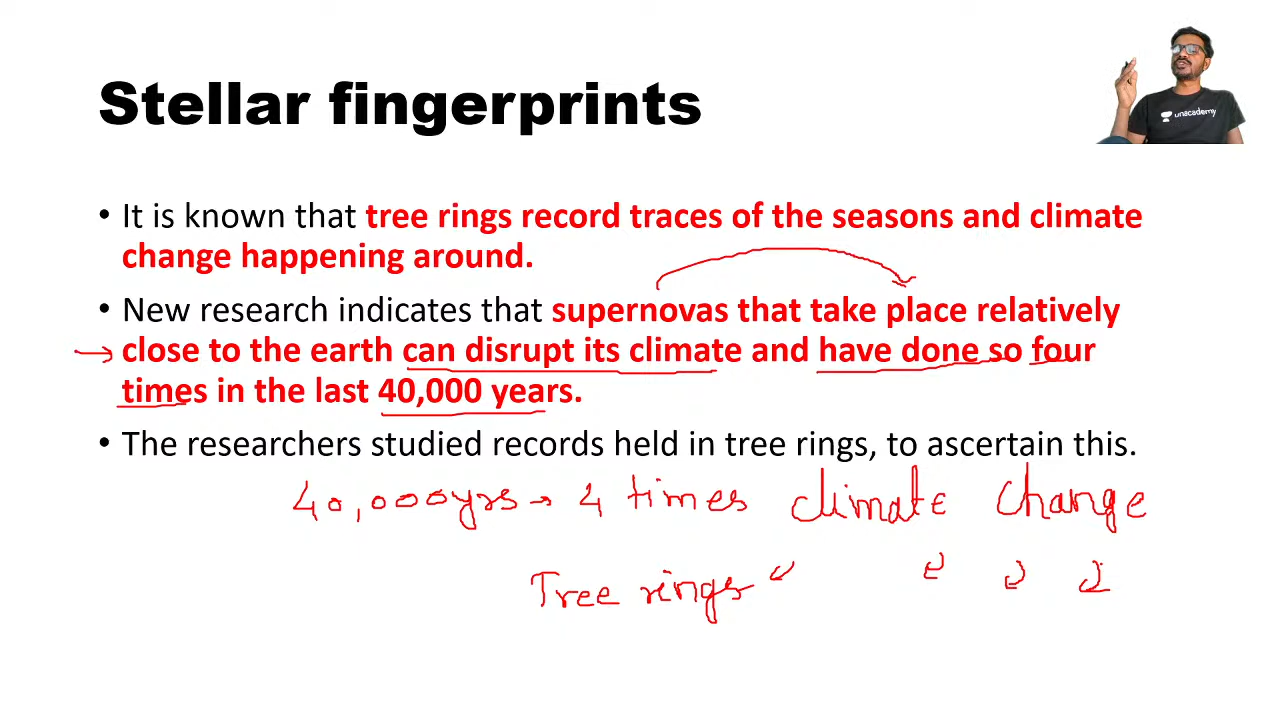 Stellar fingerprints
unacademy
• It is known that tree rings record traces of the seasons and climate
change happening around.
• New research indicates that supernovas that take place relatively
close to the earth can disrupt its climate and have done so four
times in the last 40,000 years.
• The researchers studied records held in tree rings, to ascertain this.
40,000yrs → 4 times climate change
Tree rings